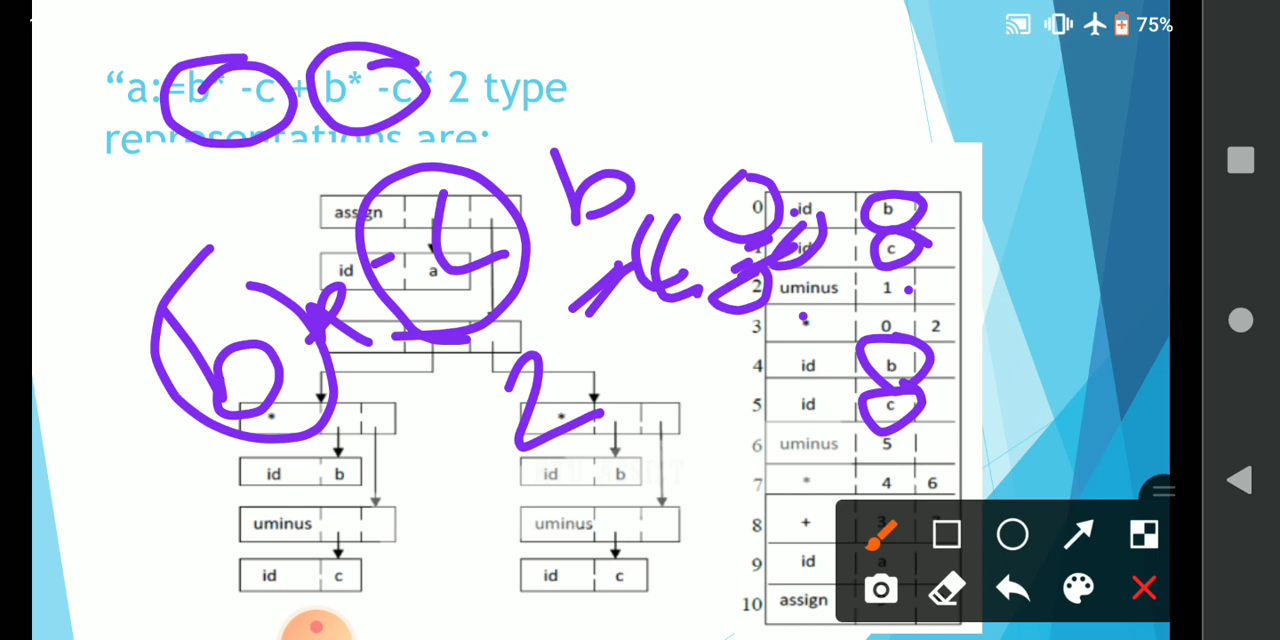 75%
“a:=b* -c + b* -c“ 2 type
representations are:
assign
id a
* *
id b id b
uminus uminus
id c id c
0 id b
1 id c
2 uminus 1
3 * 0 2
4 id b
5 id c
6 uminus 5
7 * 4 6
8 + 3
9 id a
10 assign
b
- c
b *
2